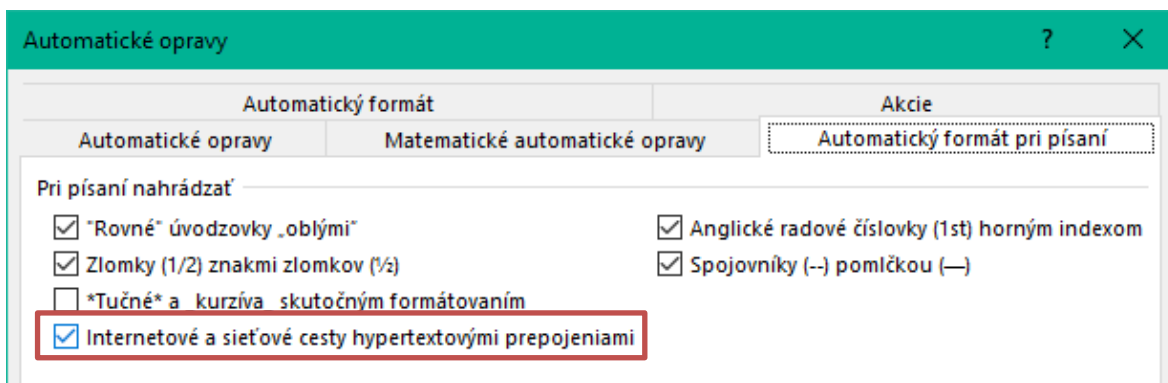 Automatické opravy ?
Automatický formát Akcie
Automatické opravy Matematické automatické opravy Automatický formát pri písaní
Pri písaní nahrádzať
"Rovné" úvodzovky „oblými“ Anglické radové číslovky (1st) horným indexom
Zlomky (1/2) znakmi zlomkov (½) Spojovníky (--) pomlčkou (—)
*Tučné* a _kurzíva_ skutočným formátovaním
Internetové a sieťové cesty hypertextovými prepojeniami